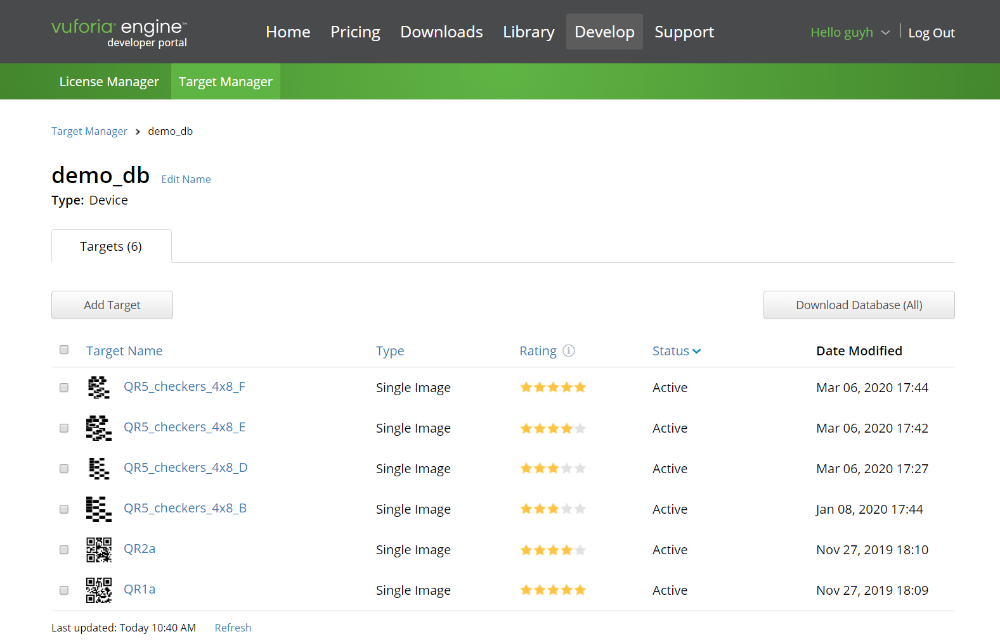 vuforia® engine™
developer portal
Home Pricing Downloads Library Develop Support
Hello guyh Log Out
License Manager Target Manager
Target Manager > demo_db
demo_db Edit Name
Type: Device
Targets (6)
Add Target Download Database (All)
Target Name Type Rating Status Date Modified
QR5_checkers_4x8_F Single Image Active Mar 06, 2020 17:44
QR5_checkers_4x8_E Single Image Active Mar 06, 2020 17:42
QR5_checkers_4x8_D Single Image Active Mar 06, 2020 17:27
QR5_checkers_4x8_B Single Image Active Jan 08, 2020 17:44
QR2a Single Image Active Nov 27, 2019 18:10
QR1a Single Image Active Nov 27, 2019 18:09
Last updated: Today 10:40 AM Refresh